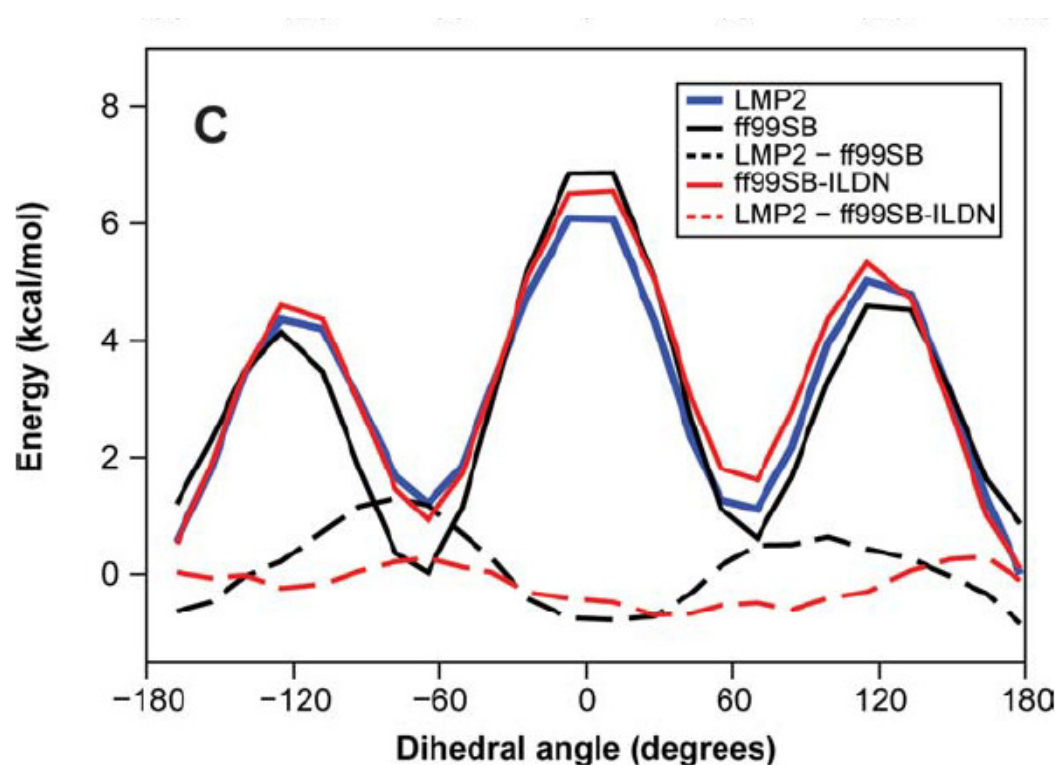 C
LMP2
ff99SB
LMP2 – ff99SB
ff99SB-ILDN
LMP2 – ff99SB-ILDN
Energy (kcal/mol)
8
6
4
2
0
−180 −120 −60 0 60 120 180
Dihedral angle (degrees)